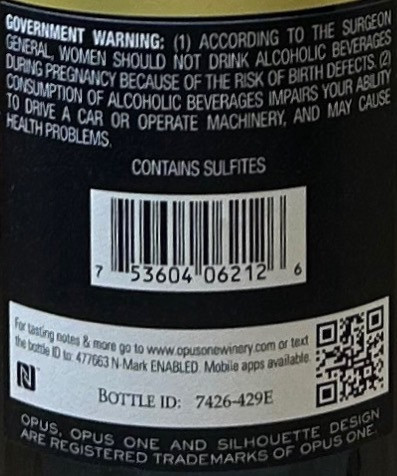 GOVERNMENT WARNING: (1) ACCORDING TO THE SURGEON
GENERAL, WOMEN SHOULD NOT DRINK ALCOHOLIC BEVERAGES
DURING PREGNANCY BECAUSE OF THE RISK OF BIRTH DEFECTS. (2)
CONSUMPTION OF ALCOHOLIC BEVERAGES IMPAIRS YOUR ABILITY
TO DRIVE A CAR OR OPERATE MACHINERY, AND MAY CAUSE
HEALTH PROBLEMS.
CONTAINS SULFITES
7 53604 06212 6
For tasting notes & more go to www.opusonewinery.com or text
the bottle ID to: 477663 N-Mark ENABLED. Mobile apps available.
BOTTLE ID: 7426-429E
OPUS, OPUS ONE AND SILHOUETTE DESIGN
ARE REGISTERED TRADEMARKS OF OPUS ONE.